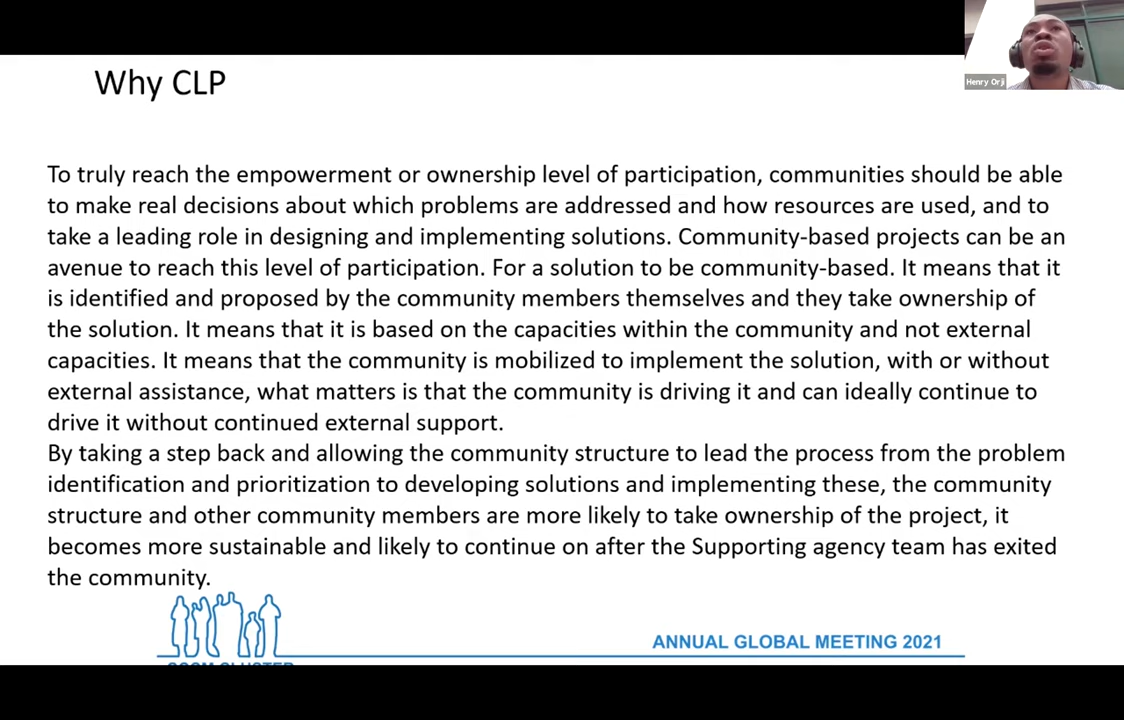 Henry Orji
Why CLP
To truly reach the empowerment or ownership level of participation, communities should be able
to make real decisions about which problems are addressed and how resources are used, and to
take a leading role in designing and implementing solutions. Community-based projects can be an
avenue to reach this level of participation. For a solution to be community-based. It means that it
is identified and proposed by the community members themselves and they take ownership of
the solution. It means that it is based on the capacities within the community and not external
capacities. It means that the community is mobilized to implement the solution, with or without
external assistance, what matters is that the community is driving it and can ideally continue to
drive it without continued external support.
By taking a step back and allowing the community structure to lead the process from the problem
identification and prioritization to developing solutions and implementing these, the community
structure and other community members are more likely to take ownership of the project, it
becomes more sustainable and likely to continue on after the Supporting agency team has exited
the community.
ANNUAL GLOBAL MEETING 2021
CCCM CLUSTER